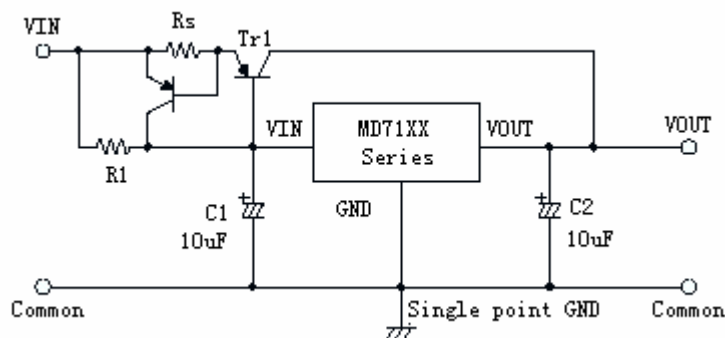 VIN
Rs
Tr1
VIN
MD71XX
Series
VOUT
VOUT
R1
C1
10uF
GND
C2
10uF
Common
Single point GND
Common